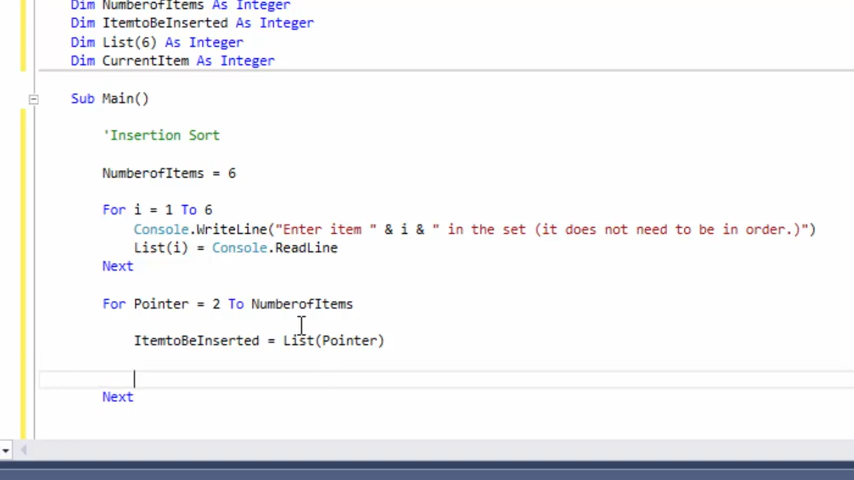 Dim NumberofItems As Integer
Dim ItemtoBeInserted As Integer
Dim List(6) As Integer
Dim CurrentItem As Integer
Sub Main()
'Insertion Sort
NumberofItems = 6
For i = 1 To 6
Console.WriteLine("Enter item " & i & " in the set (it does not need to be in order.)")
List(i) = Console.ReadLine
Next
For Pointer = 2 To NumberofItems
ItemtoBeInserted = List(Pointer)
Next